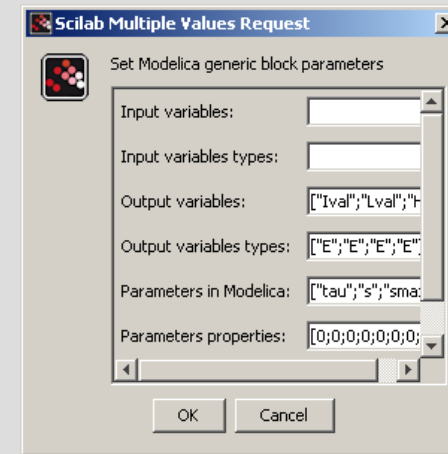 Scilab Multiple Values Request
Set Modelica generic block parameters
Input variables:
Input variables types:
Output variables: ["Ival";"Lval";"H
Output variables types: ["E";"E";"E";"E"]
Parameters in Modelica: ["tau";"s";"sma
Parameters properties: [0;0;0;0;0;0;0;
OK Cancel